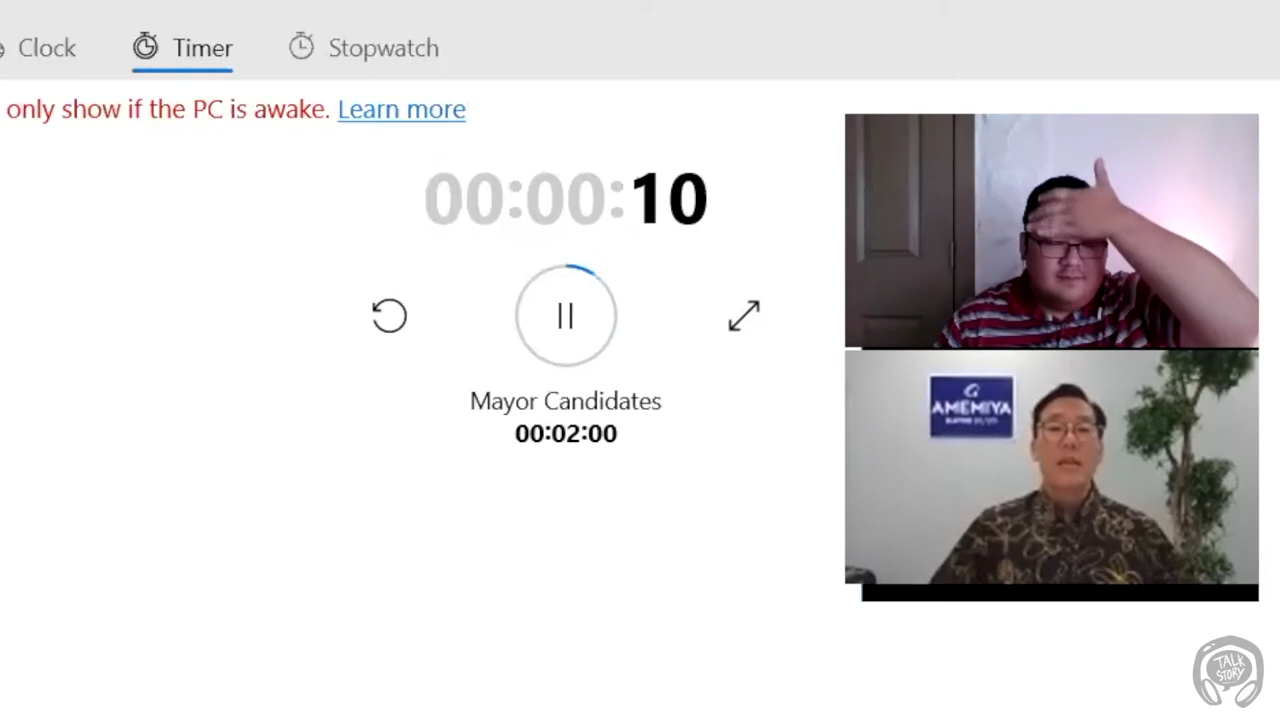 Clock Timer Stopwatch
only show if the PC is awake. Learn more
00:00:10
Mayor Candidates
00:02:00
AMEMIYA
TALK
STORY